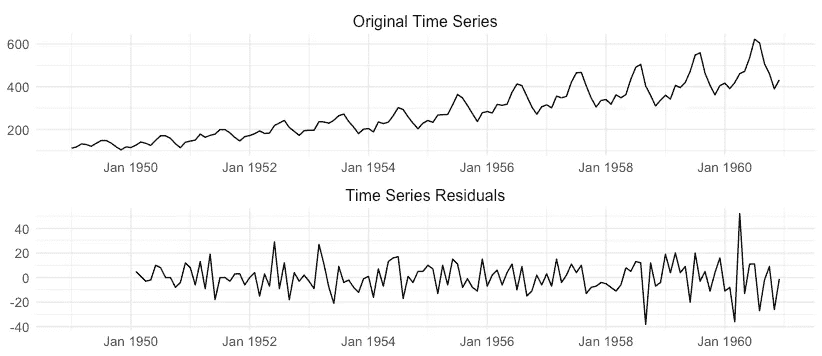 Original Time Series
600
400
200
Jan 1950 Jan 1952 Jan 1954 Jan 1956 Jan 1958 Jan 1960
Time Series Residuals
40
20
0
-20
-40
Jan 1950 Jan 1952 Jan 1954 Jan 1956 Jan 1958 Jan 1960